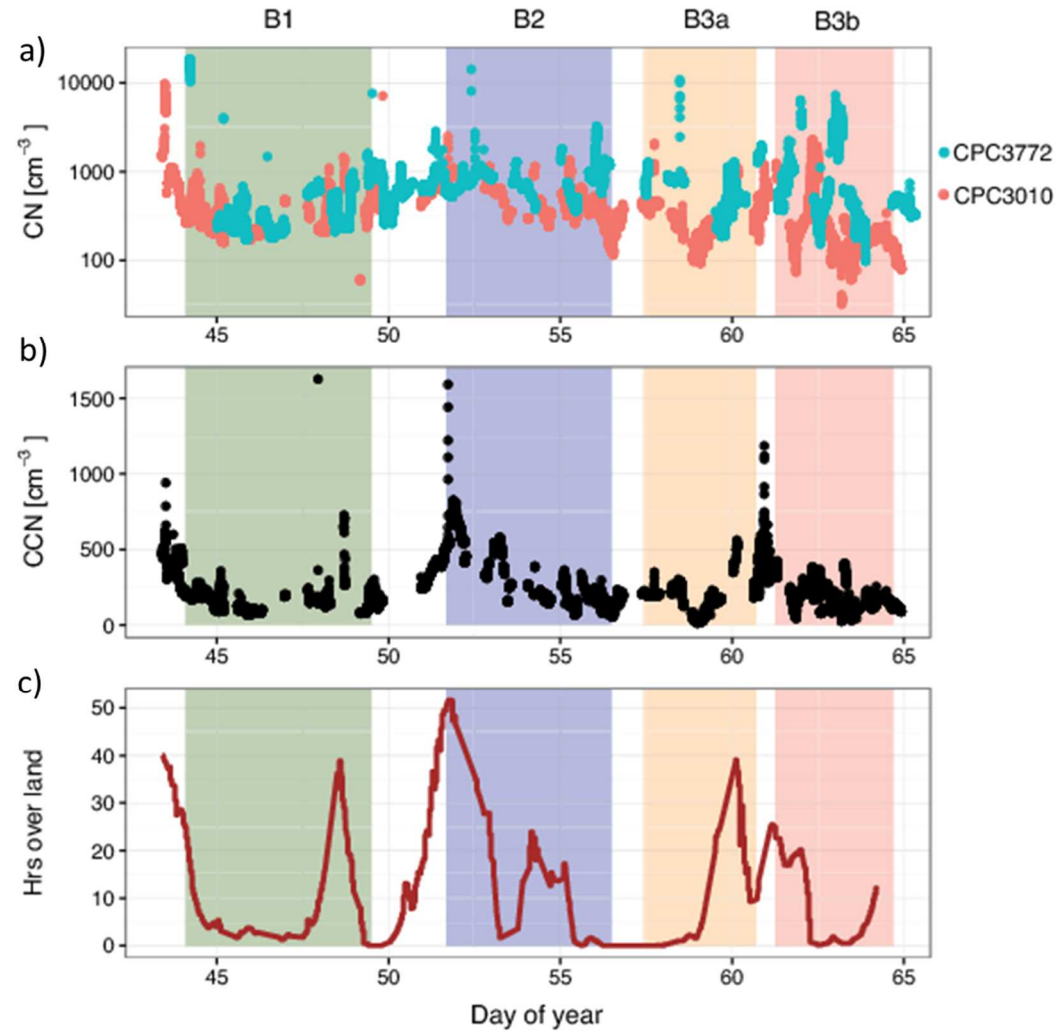 B1 B2 B3a B3b
a)
CN [cm⁻³ ]
10000
1000
100
45 50 55 60 65
CPC3772
CPC3010
b)
CCN [cm⁻³ ]
1500
1000
500
0
45 50 55 60 65
c)
Hrs over land
50
40
30
20
10
0
45 50 55 60 65
Day of year